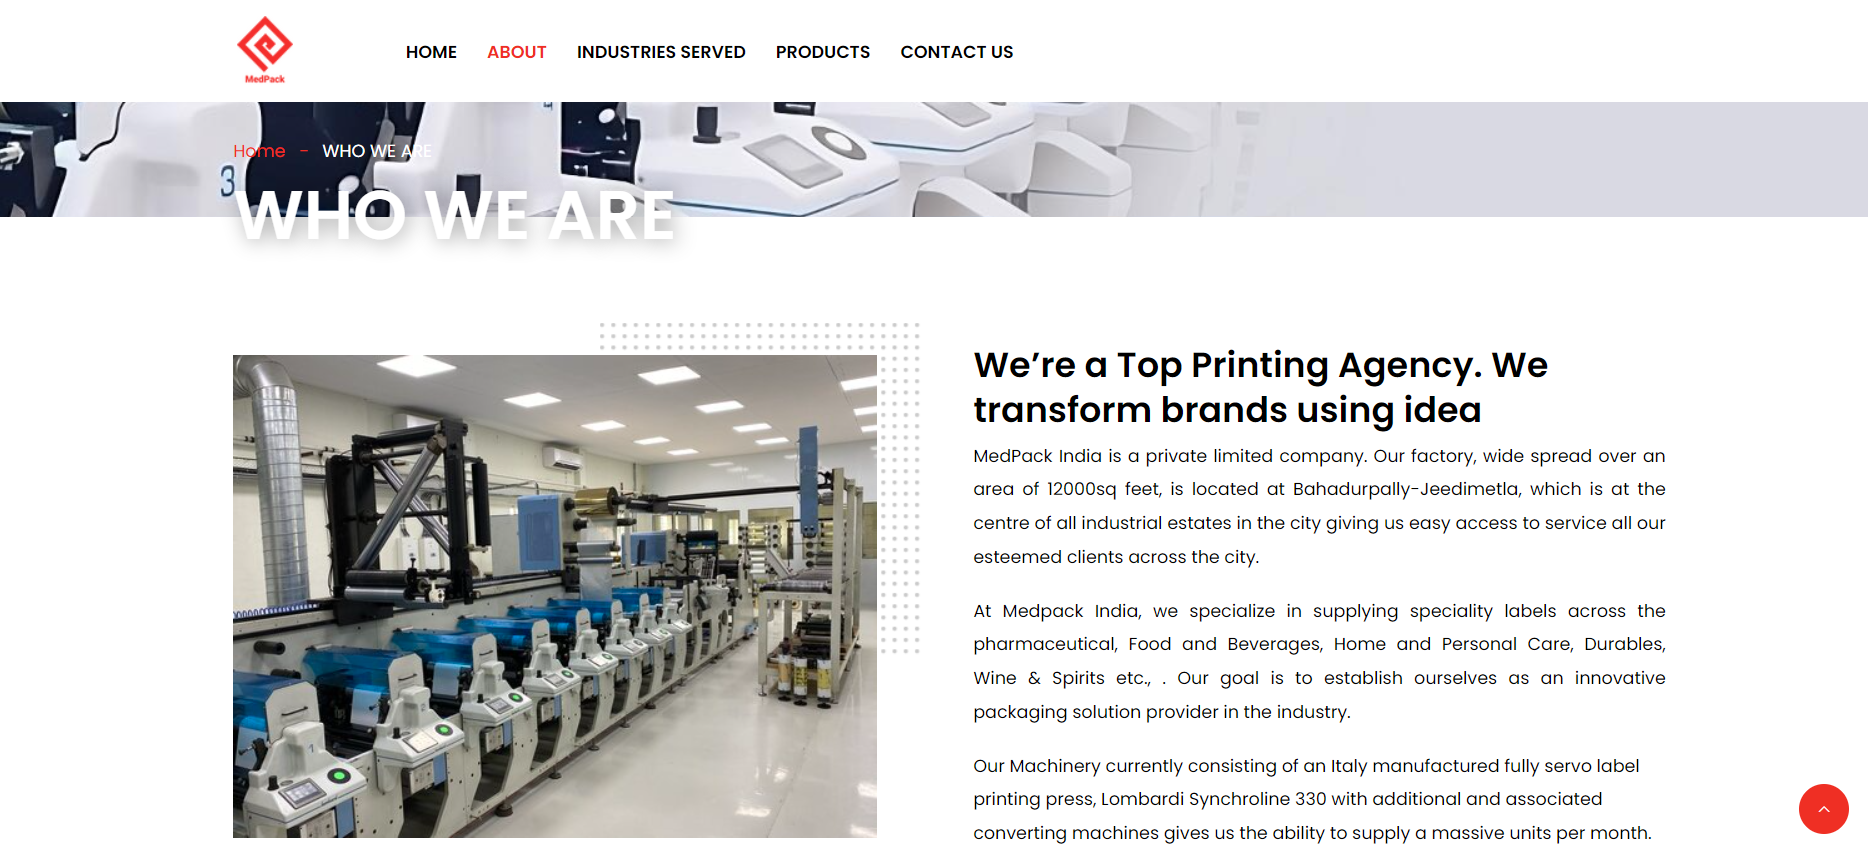 MedPack
HOME
ABOUT
INDUSTRIES SERVED
PRODUCTS
CONTACT US
Home - WHO WE ARE
3
WHO WE ARE
We’re a Top Printing Agency. We
transform brands using idea
MedPack India is a private limited company. Our factory, wide spread over an
area of 12000sq feet, is located at Bahadurpally-Jeedimetla, which is at the
centre of all industrial estates in the city giving us easy access to service all our
esteemed clients across the city.
At Medpack India, we specialize in supplying speciality labels across the
pharmaceutical, Food and Beverages, Home and Personal Care, Durables,
Wine & Spirits etc., . Our goal is to establish ourselves as an innovative
packaging solution provider in the industry.
Our Machinery currently consisting of an Italy manufactured fully servo label
printing press, Lombardi Synchroline 330 with additional and associated
converting machines gives us the ability to supply a massive units per month.
1